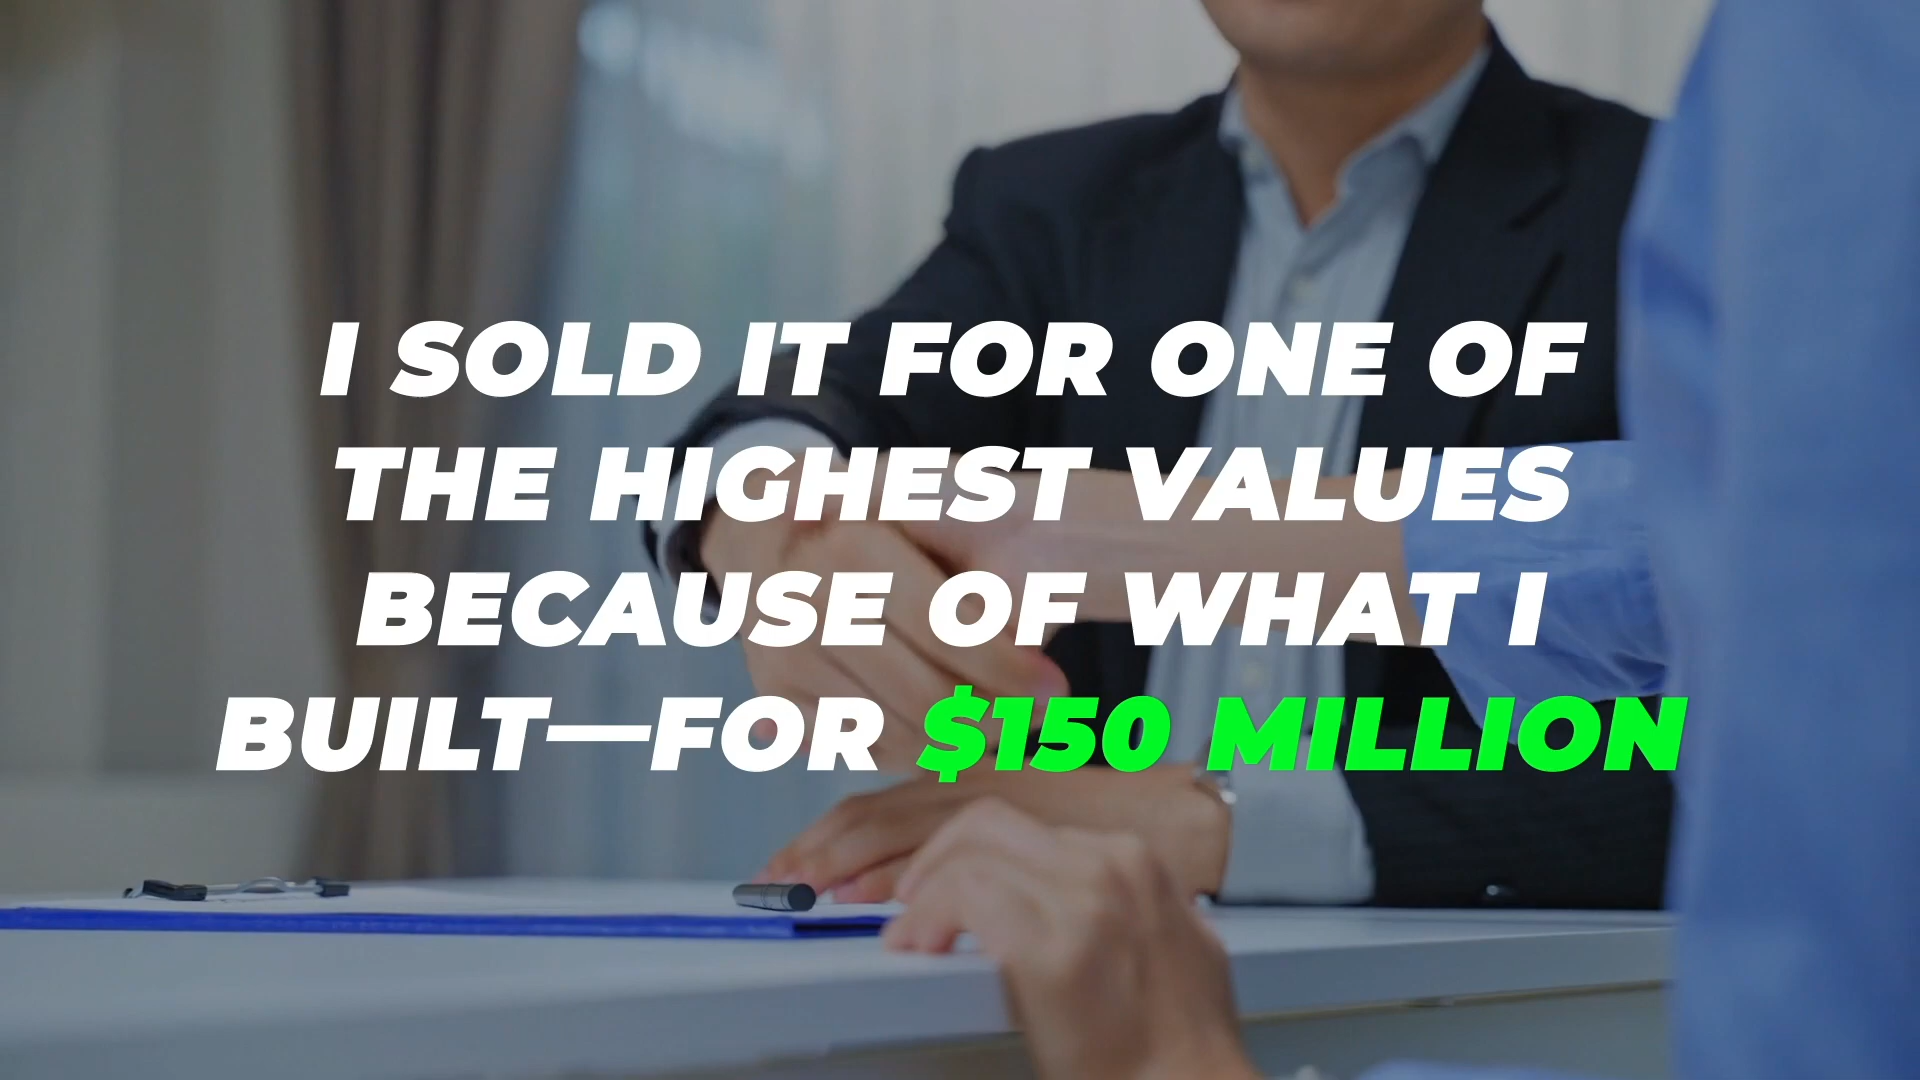 I SOLD IT FOR ONE OF
THE HIGHEST VALUES
BECAUSE OF WHAT I
BUILT—FOR $150 MILLION